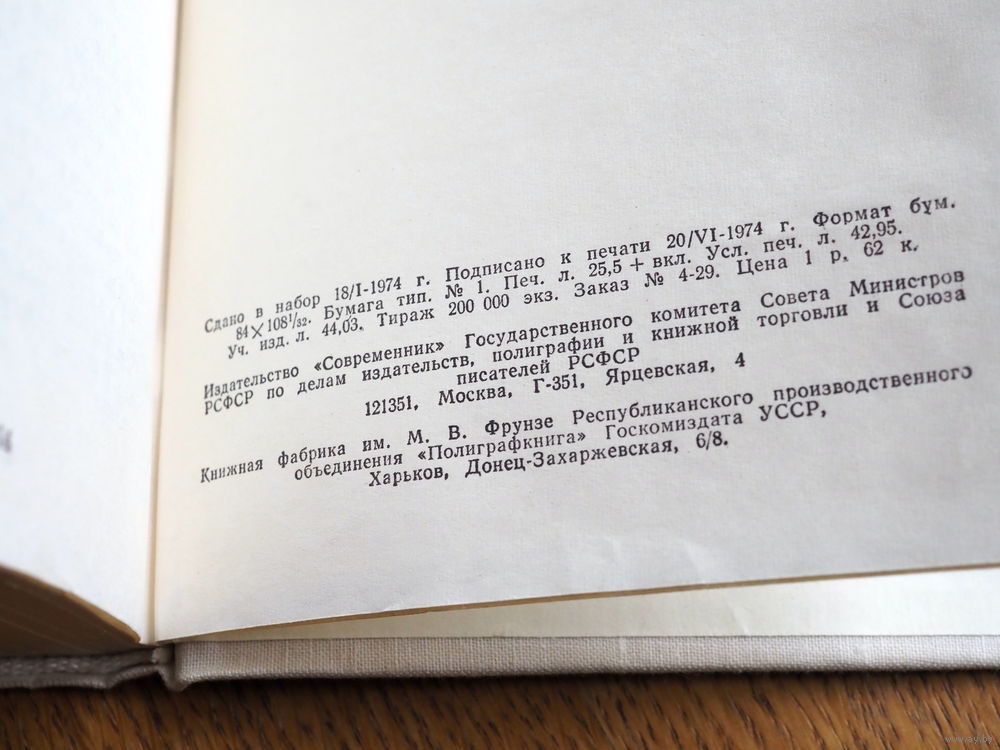 Сдано в набор 18/I-1974 г. Подписано к печати 20/VI-1974 г. Формат бум.
84×108¹/₃₂. Бумага тип. № 1. Печ. л. 25,5 + вкл. Усл. печ. л. 42,95.
Уч. изд. л. 44,03. Тираж 200 000 экз. Заказ № 4-29. Цена 1 р. 62 к.
Издательство «Современник» Государственного комитета Совета Министров
РСФСР по делам издательств, полиграфии и книжной торговли и Союза
писателей РСФСР
121351, Москва, Г-351, Ярцевская, 4
Книжная фабрика им. М. В. Фрунзе Республиканского производственного
объединения «Полиграфкнига» Госкомиздата УССР,
Харьков, Донец-Захаржевская, 6/8.
www.ay.by